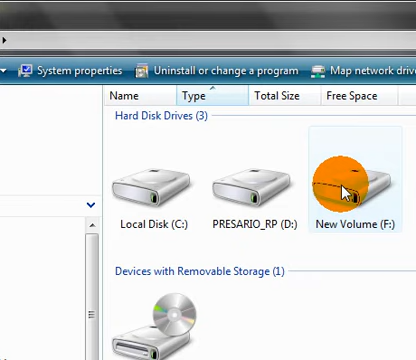 System properties Uninstall or change a program Map network driv
Name Type Total Size Free Space
Hard Disk Drives (3)
Local Disk (C:) PRESARIO_RP (D:) New Volume (F:)
Devices with Removable Storage (1)